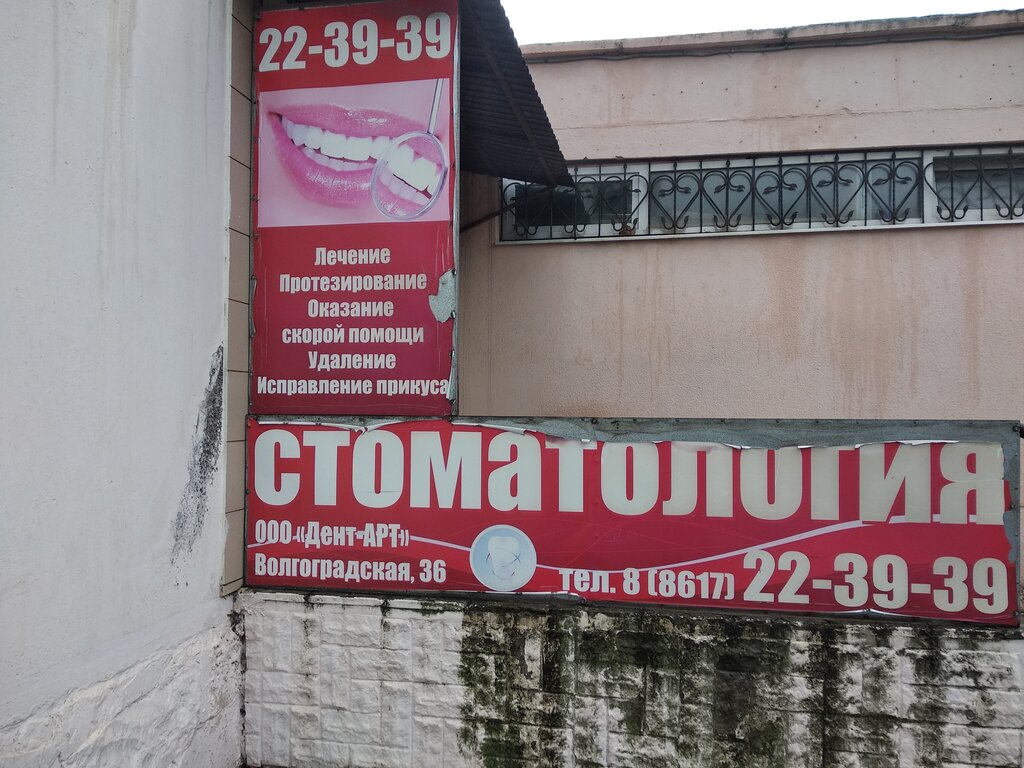 22-39-39
Лечение
Протезирование
Оказание
скорой помощи
Удаление
Исправление прикуса
стоматология
ООО «Дент-АРТ»
Волгоградская, 36
тел. 8 (8617) 22-39-39